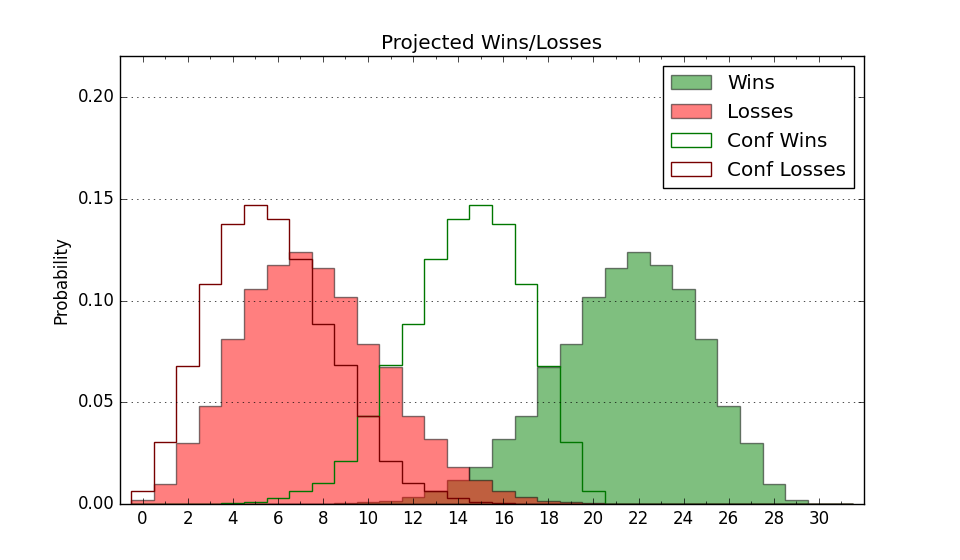 Projected Wins/Losses
Wins
Losses
Conf Wins
Conf Losses
Probability
0.20
0.15
0.10
0.05
0.00
0 2 4 6 8 10 12 14 16 18 20 22 24 26 28 30